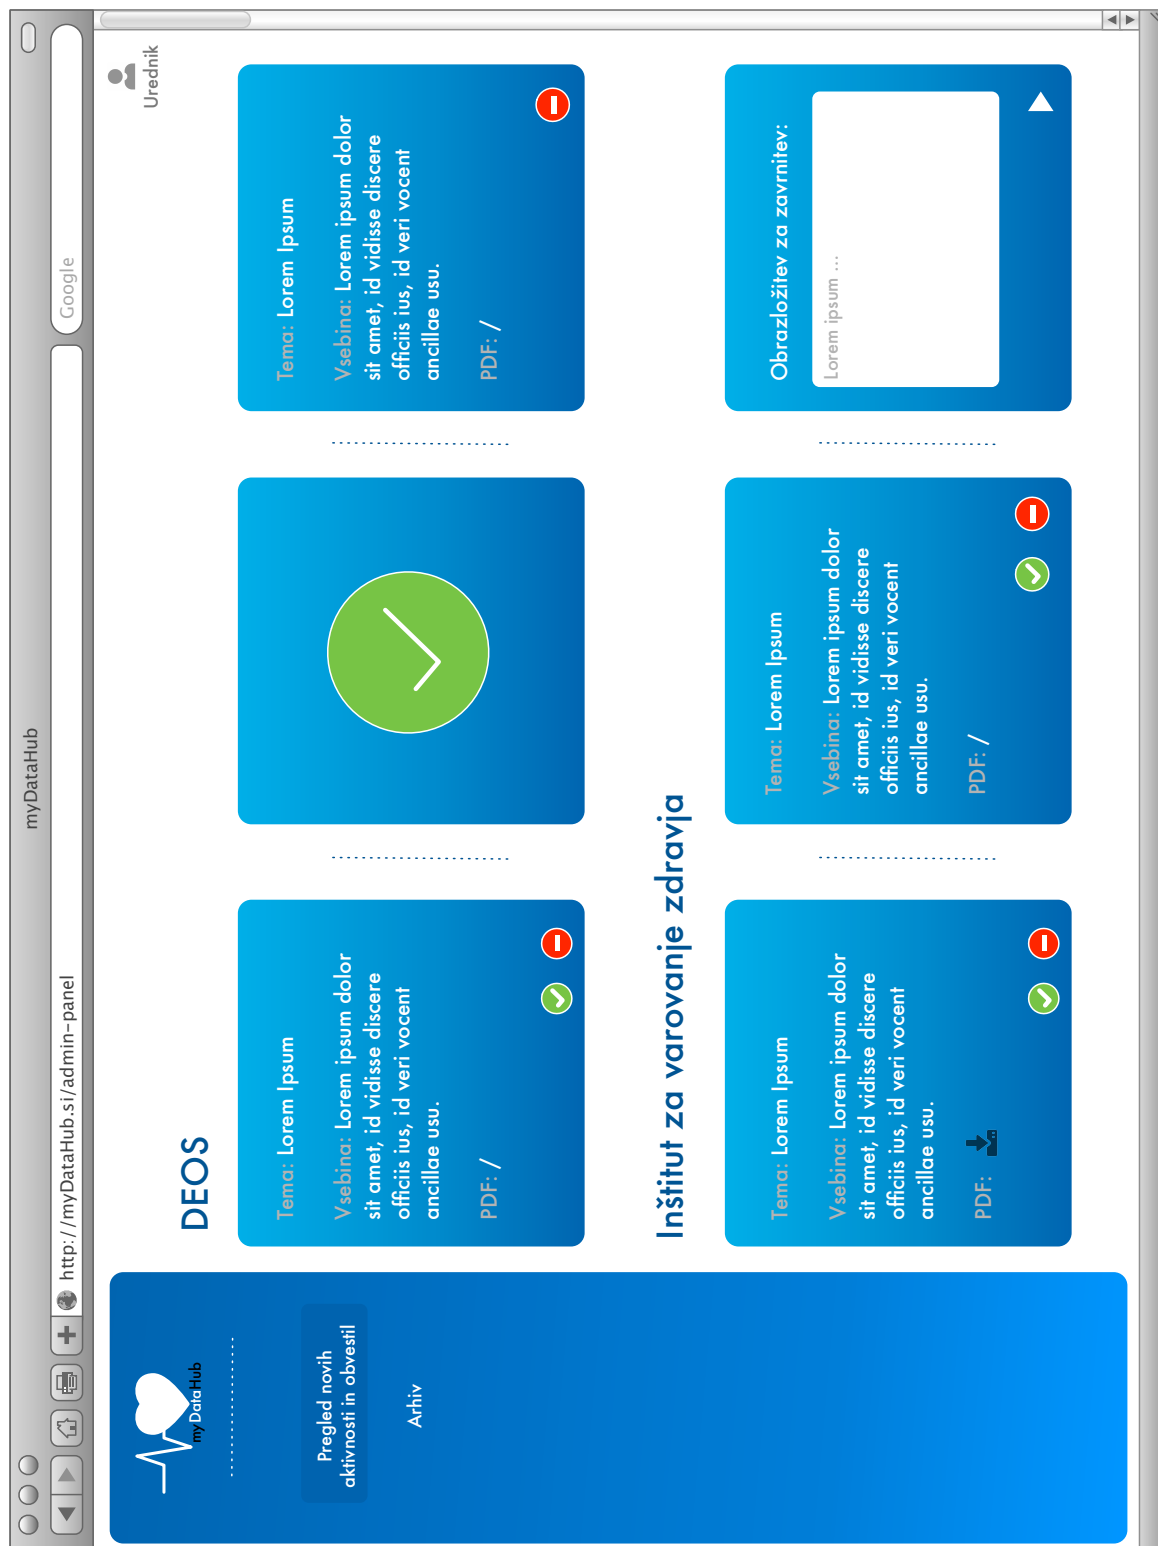 myDataHub
http://myDataHub.si/admin-panel
Google
Urednik
myDataHub
Pregled novih
aktivnosti in obvestil
Arhiv
DEOS
Tema: Lorem Ipsum
Vsebina: Lorem ipsum dolor
sit amet, id vidisse discere
officiis ius, id veri vocent
ancillae usu.
PDF: /
Tema: Lorem Ipsum
Vsebina: Lorem ipsum dolor
sit amet, id vidisse discere
officiis ius, id veri vocent
ancillae usu.
PDF: /
Inštitut za varovanje zdravja
Tema: Lorem Ipsum
Vsebina: Lorem ipsum dolor
sit amet, id vidisse discere
officiis ius, id veri vocent
ancillae usu.
PDF:
Tema: Lorem Ipsum
Vsebina: Lorem ipsum dolor
sit amet, id vidisse discere
officiis ius, id veri vocent
ancillae usu.
PDF: /
Obrazložitev za zavrnitev:
Lorem ipsum ...